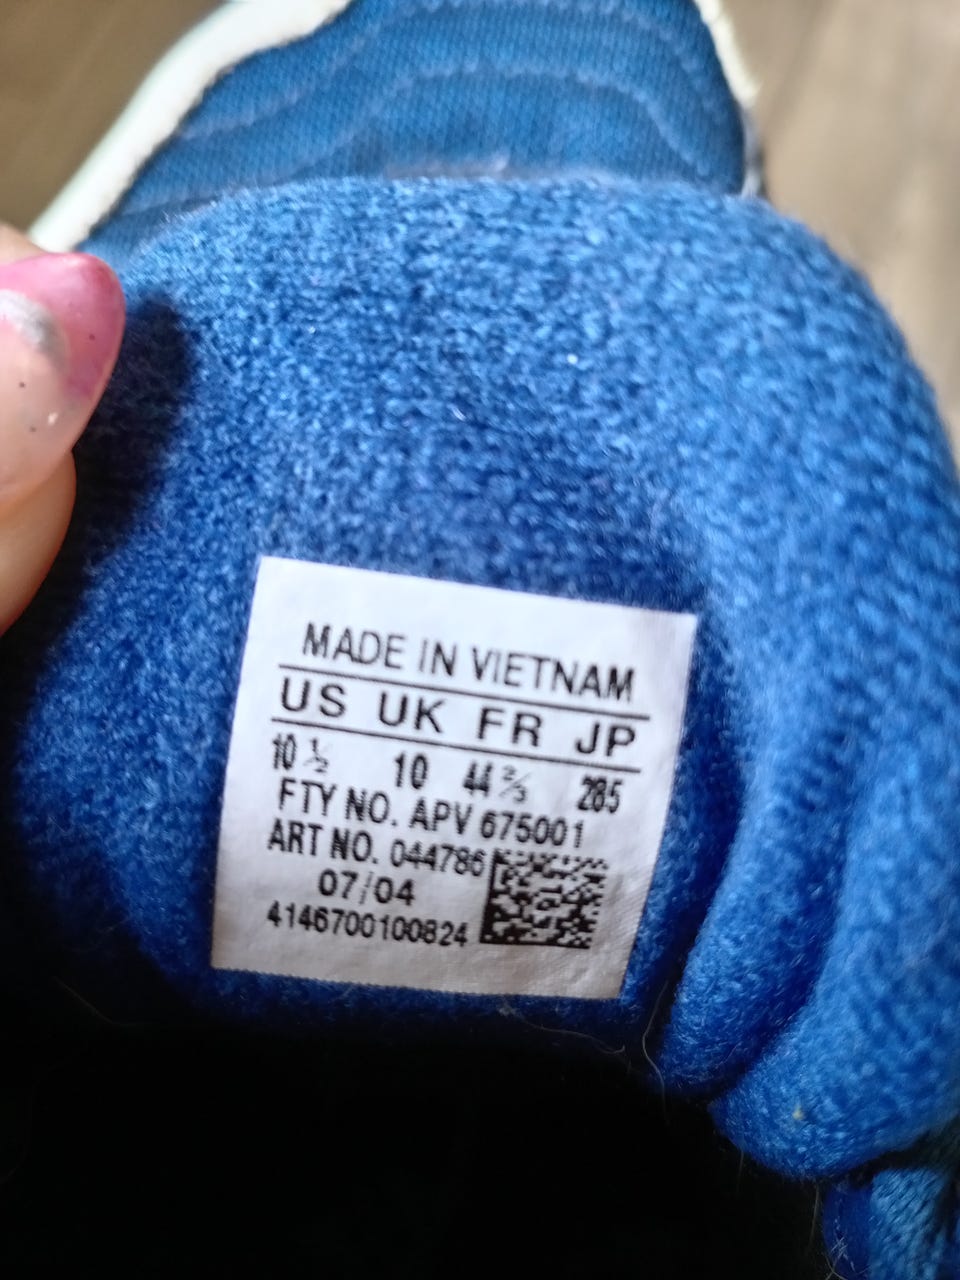 MADE IN VIETNAM
US UK FR JP
10 ½ 10 44 ⅔ 285
FTY NO. APV 675001
ART NO. 044786
07/04
4146700100824